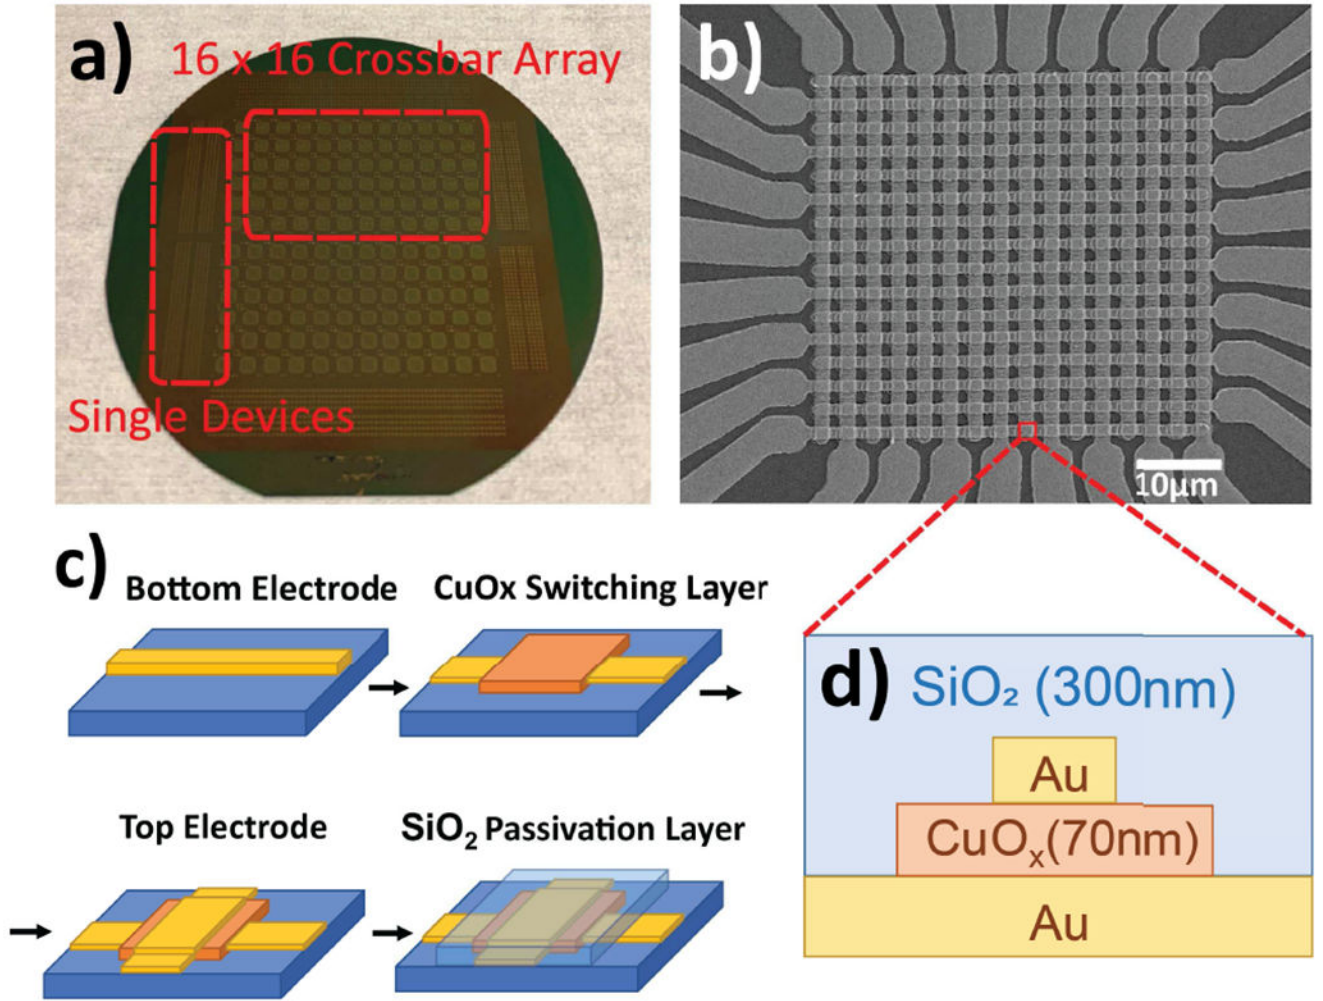 a)
16 x 16 Crossbar Array
Single Devices
b)
10μm
c)
Bottom Electrode
CuOx Switching Layer
Top Electrode
SiO₂ Passivation Layer
d)
SiO₂ (300nm)
Au
CuOₓ(70nm)
Au